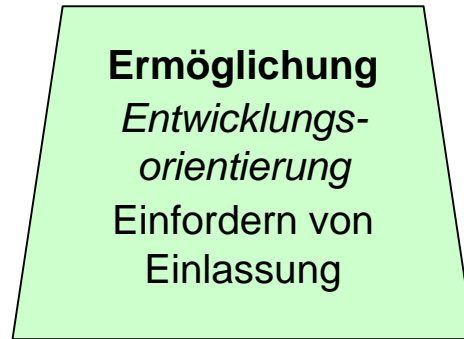 Ermöglichung
Entwicklungs-
orientierung
Einfordern von
Einlassung